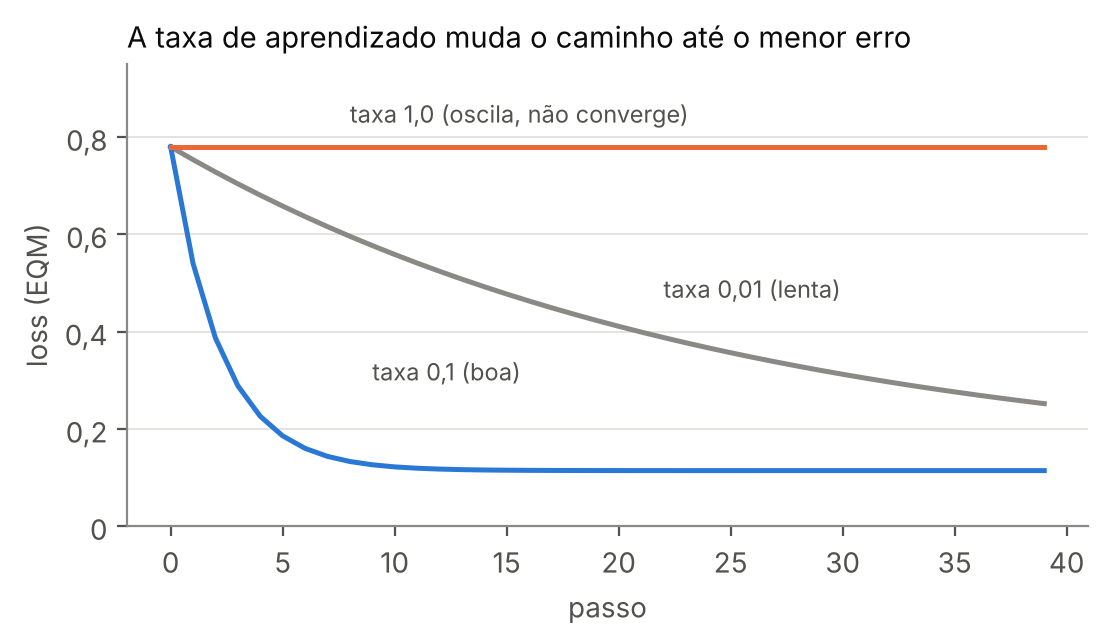 A taxa de aprendizado muda o caminho até o menor erro
taxa 1,0 (oscila, não converge)
0,8
0,6
taxa 0,01 (lenta)
0,4
taxa 0,1 (boa)
0,2
0
loss (EQM)
0 5 10 15 20 25 30 35 40
passo